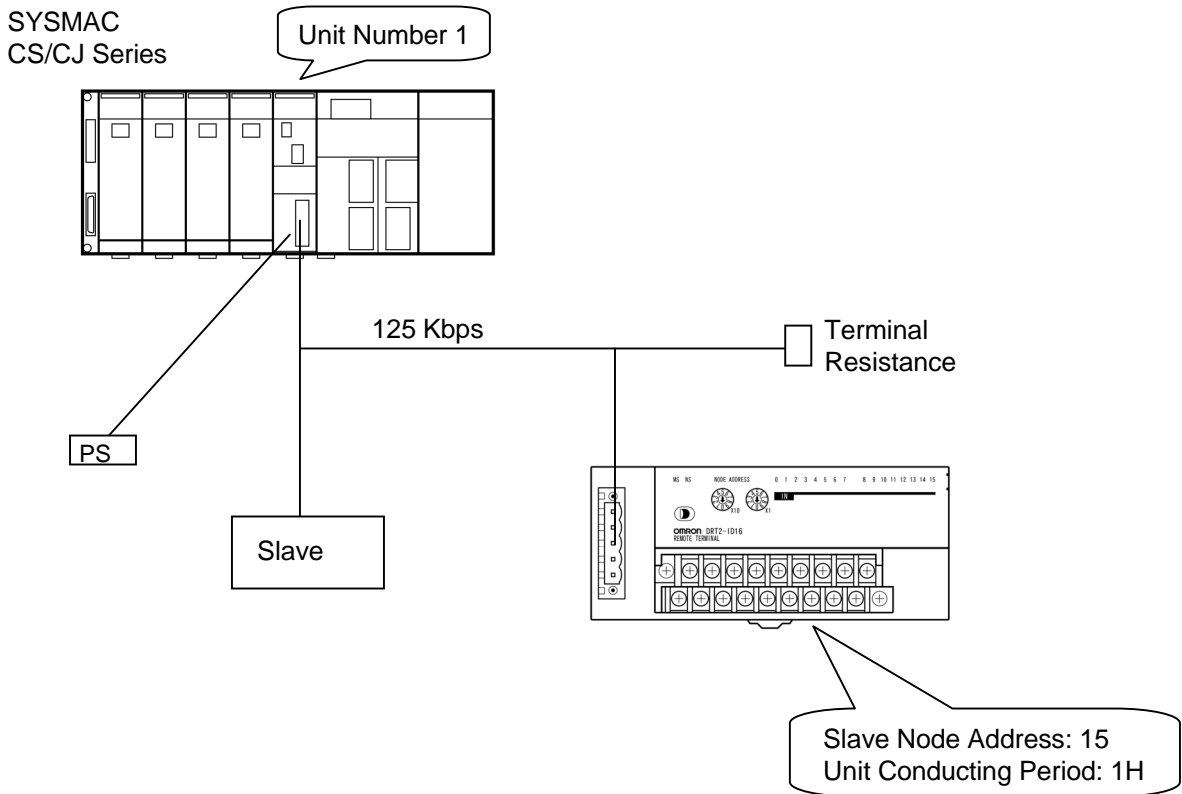 SYSMAC
CS/CJ Series
Unit Number 1
125 Kbps
Terminal
Resistance
PS
Slave
MS NS NODE ADDRESS 0 1 2 3 4 5 6 7 8 9 10 11 12 13 14 15
IN
X10 X1
OMRON DRT2-ID16
REMOTE TERMINAL
Slave Node Address: 15
Unit Conducting Period: 1H